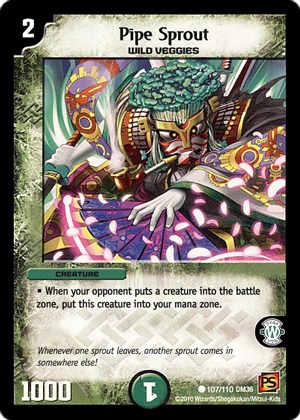 2
Pipe Sprout
WILD VEGGIES
CREATURE
▪ When your opponent puts a creature into the battle
zone, put this creature into your mana zone.
Whenever one sprout leaves, another sprout comes in
somewhere else!
1000
1
107/110 DM36
©2010 Wizards/Shogakukan/Mitsui-Kids
PS